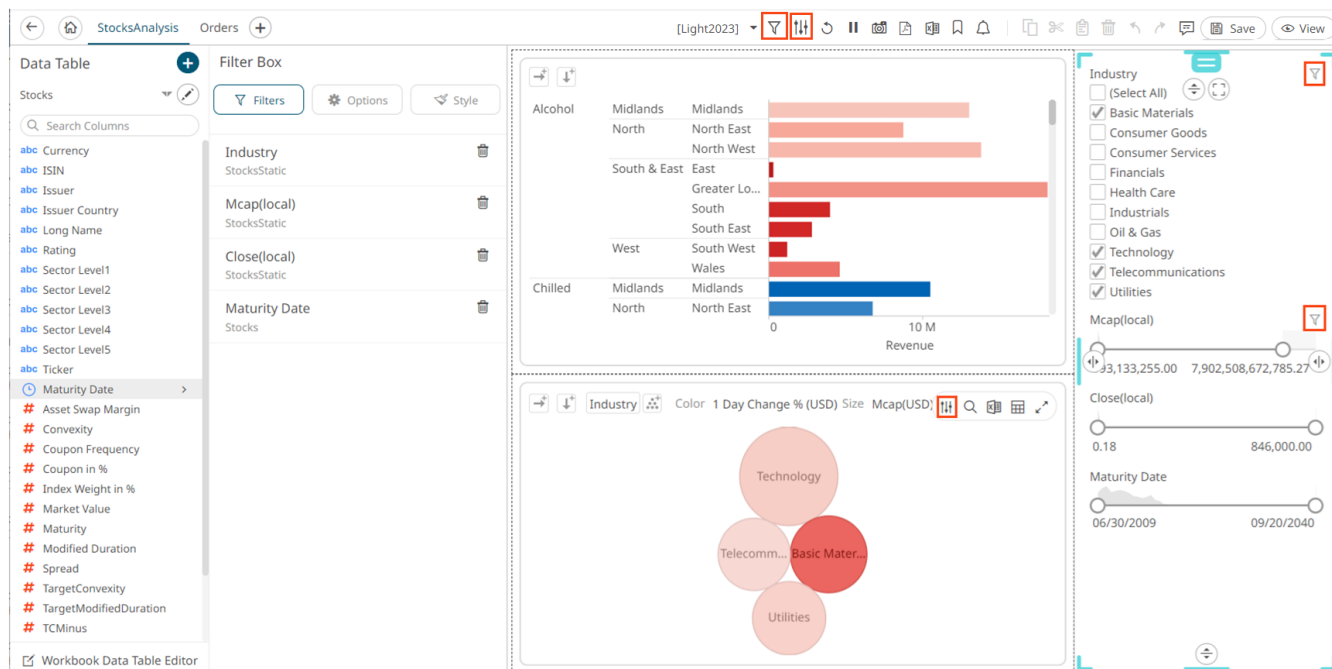 StocksAnalysis Orders [Light2023] Save View
Data Table
Stocks
Search Columns
abc Currency
abc ISIN
abc Issuer
abc Issuer Country
abc Long Name
abc Rating
abc Sector Level1
abc Sector Level2
abc Sector Level3
abc Sector Level4
abc Sector Level5
abc Ticker
Maturity Date
# Asset Swap Margin
# Convexity
# Coupon Frequency
# Coupon in %
# Index Weight in %
# Market Value
# Maturity
# Modified Duration
# Spread
# TargetConvexity
# TargetModifiedDuration
# TCMinus
Workbook Data Table Editor
Filter Box
Filters Options Style
Industry
StocksStatic
Mcap(local)
StocksStatic
Close(local)
StocksStatic
Maturity Date
Stocks
Alcohol Midlands Midlands
North North East
North West
South & East East
Greater Lo...
South
South East
West South West
Wales
Chilled Midlands Midlands
North North East
0 10 M
Revenue
Industry Color 1 Day Change % (USD) Size Mcap(USD)
Technology
Telecomm... Basic Mater...
Utilities
Industry
(Select All)
Basic Materials
Consumer Goods
Consumer Services
Financials
Health Care
Industrials
Oil & Gas
Technology
Telecommunications
Utilities
Mcap(local)
93,133,255.00 7,902,508,672,785.27
Close(local)
0.18 846,000.00
Maturity Date
06/30/2009 09/20/2040